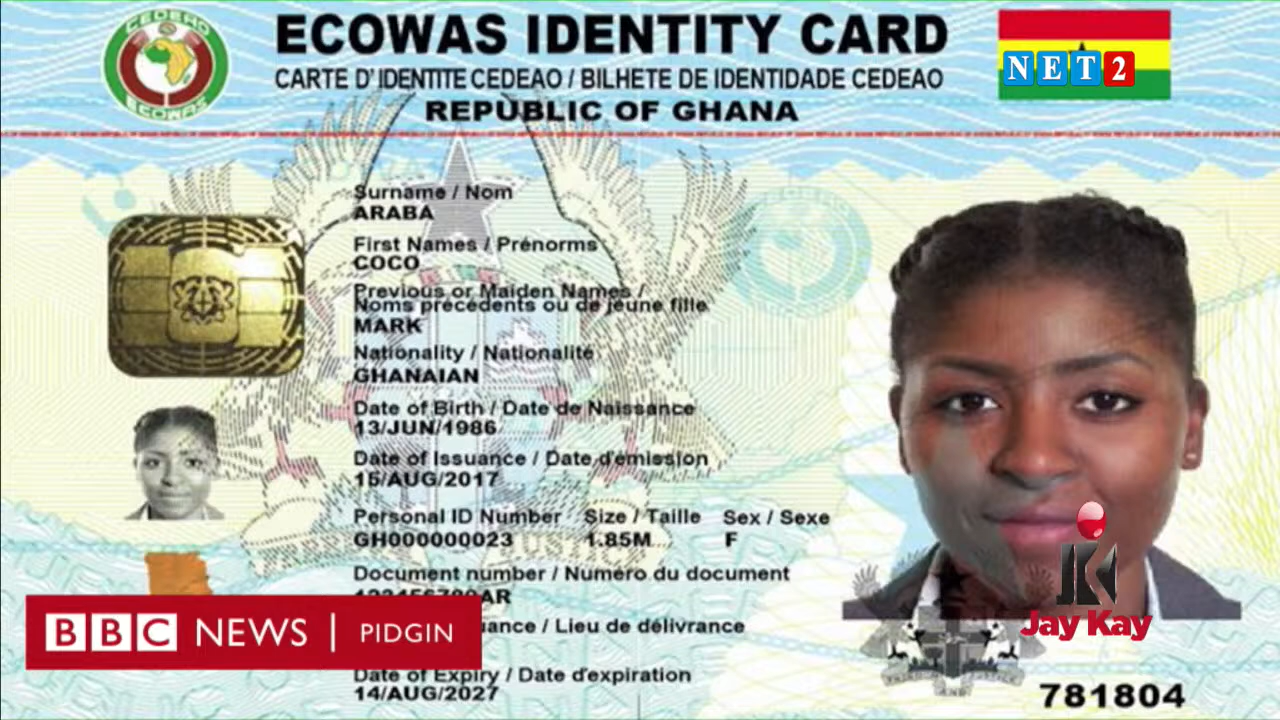 CEDEAO
ECOWAS
ECOWAS IDENTITY CARD
CARTE D'IDENTITE CEDEAO / BILHETE DE IDENTIDADE CEDEAO
REPUBLIC OF GHANA
NET2
Surname / Nom
ARABA
First Names / Prénorms
COCO
Previous or Maiden Names /
Noms précédents ou de jeune fille
MARK
Nationality / Nationalité
GHANAIAN
Date of Birth / Date de Naissance
13/JUN/1986
Date of Issuance / Date d'emission
15/AUG/2017
Personal ID Number Size / Taille Sex / Sexe
GH000000023 1.85M F
Document number / Numéro du document
AR
/ Lieu de délivrance
Date of Expiry / Date d'expiration
14/AUG/2027
BBC NEWS | PIDGIN
Jay Kay
781804